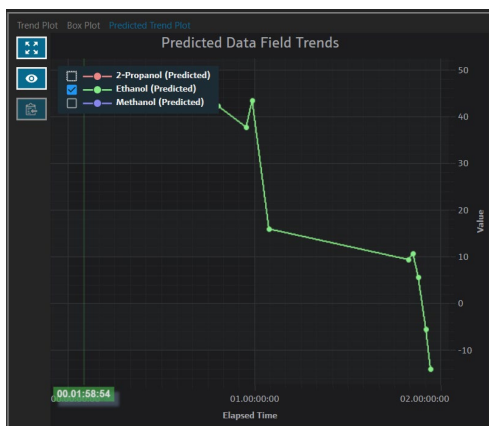 Trend Plot Box Plot Predicted Trend Plot
Predicted Data Field Trends
2-Propanol (Predicted)
Ethanol (Predicted)
Methanol (Predicted)
50
40
30
20
10
0
-10
Value
00.01:58:54
01.00:00:00
02.00:00:00
Elapsed Time